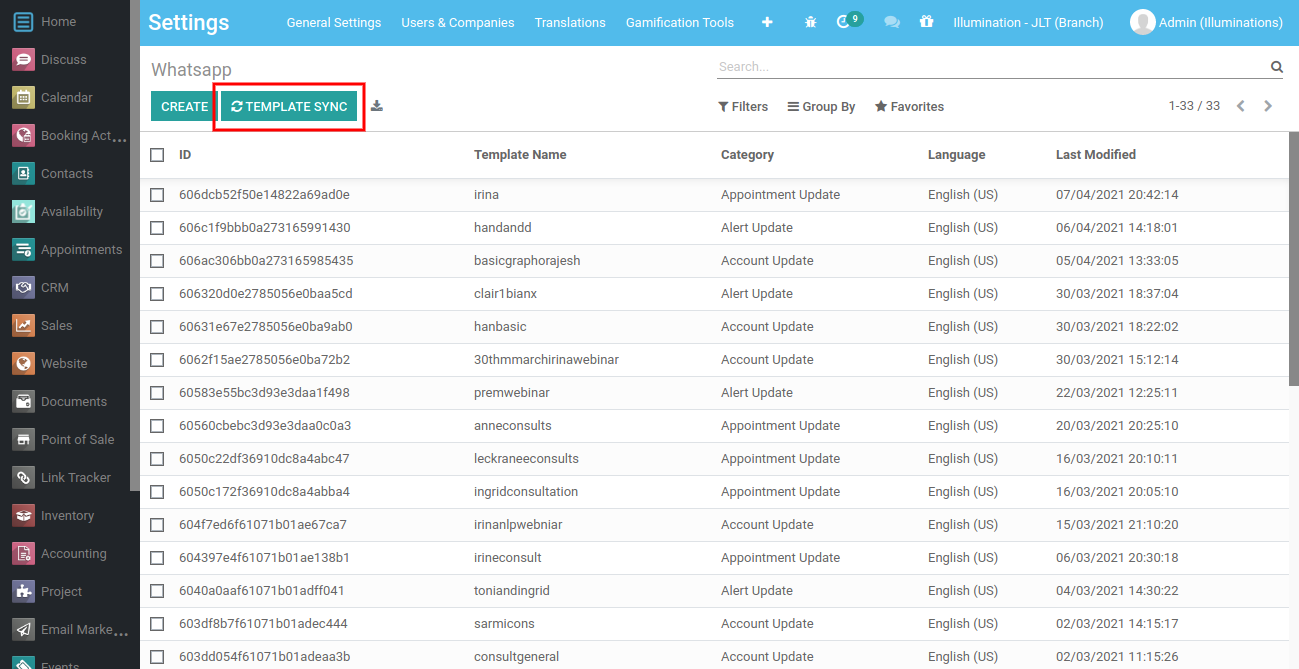 Home
Discuss
Calendar
Booking Act...
Contacts
Availability
Appointments
CRM
Sales
Website
Documents
Point of Sale
Link Tracker
Inventory
Accounting
Project
Email Marke...
Events
Settings General Settings Users & Companies Translations Gamification Tools 9 Illumination - JLT (Branch) Admin (Illuminations)
Whatsapp Search...
CREATE TEMPLATE SYNC Filters Group By Favorites 1-33 / 33
ID Template Name Category Language Last Modified
606dcb52f50e14822a69ad0e irina Appointment Update English (US) 07/04/2021 20:42:14
606c1f9bbb0a273165991430 handandd Alert Update English (US) 06/04/2021 14:18:01
606ac306bb0a273165985435 basicgraphorajesh Account Update English (US) 05/04/2021 13:33:05
606320d0e2785056e0baa5cd clair1bianx Alert Update English (US) 30/03/2021 18:37:04
60631e67e2785056e0ba9ab0 hanbasic Account Update English (US) 30/03/2021 18:22:02
6062f15ae2785056e0ba72b2 30thmmarchirinawebinar Account Update English (US) 30/03/2021 15:12:14
60583e55bc3d93e3daa1f498 premwebinar Alert Update English (US) 22/03/2021 12:25:11
60560cbebc3d93e3daa0c0a3 anneconsults Appointment Update English (US) 20/03/2021 20:25:10
6050c22df36910dc8a4abc47 leckraneeconsults Appointment Update English (US) 16/03/2021 20:10:11
6050c172f36910dc8a4abba4 ingridconsultation Appointment Update English (US) 16/03/2021 20:05:10
604f7ed6f61071b01ae67ca7 irinanlpwebniar Account Update English (US) 15/03/2021 21:10:20
604397e4f61071b01ae138b1 irineconsult Appointment Update English (US) 06/03/2021 20:30:18
6040a0aaf61071b01adff041 toniandingrid Alert Update English (US) 04/03/2021 14:30:22
603df8b7f61071b01adec444 sarmicons Account Update English (US) 02/03/2021 14:15:17
603dd054f61071b01adeaa3b consultgeneral Account Update English (US) 02/03/2021 11:15:26